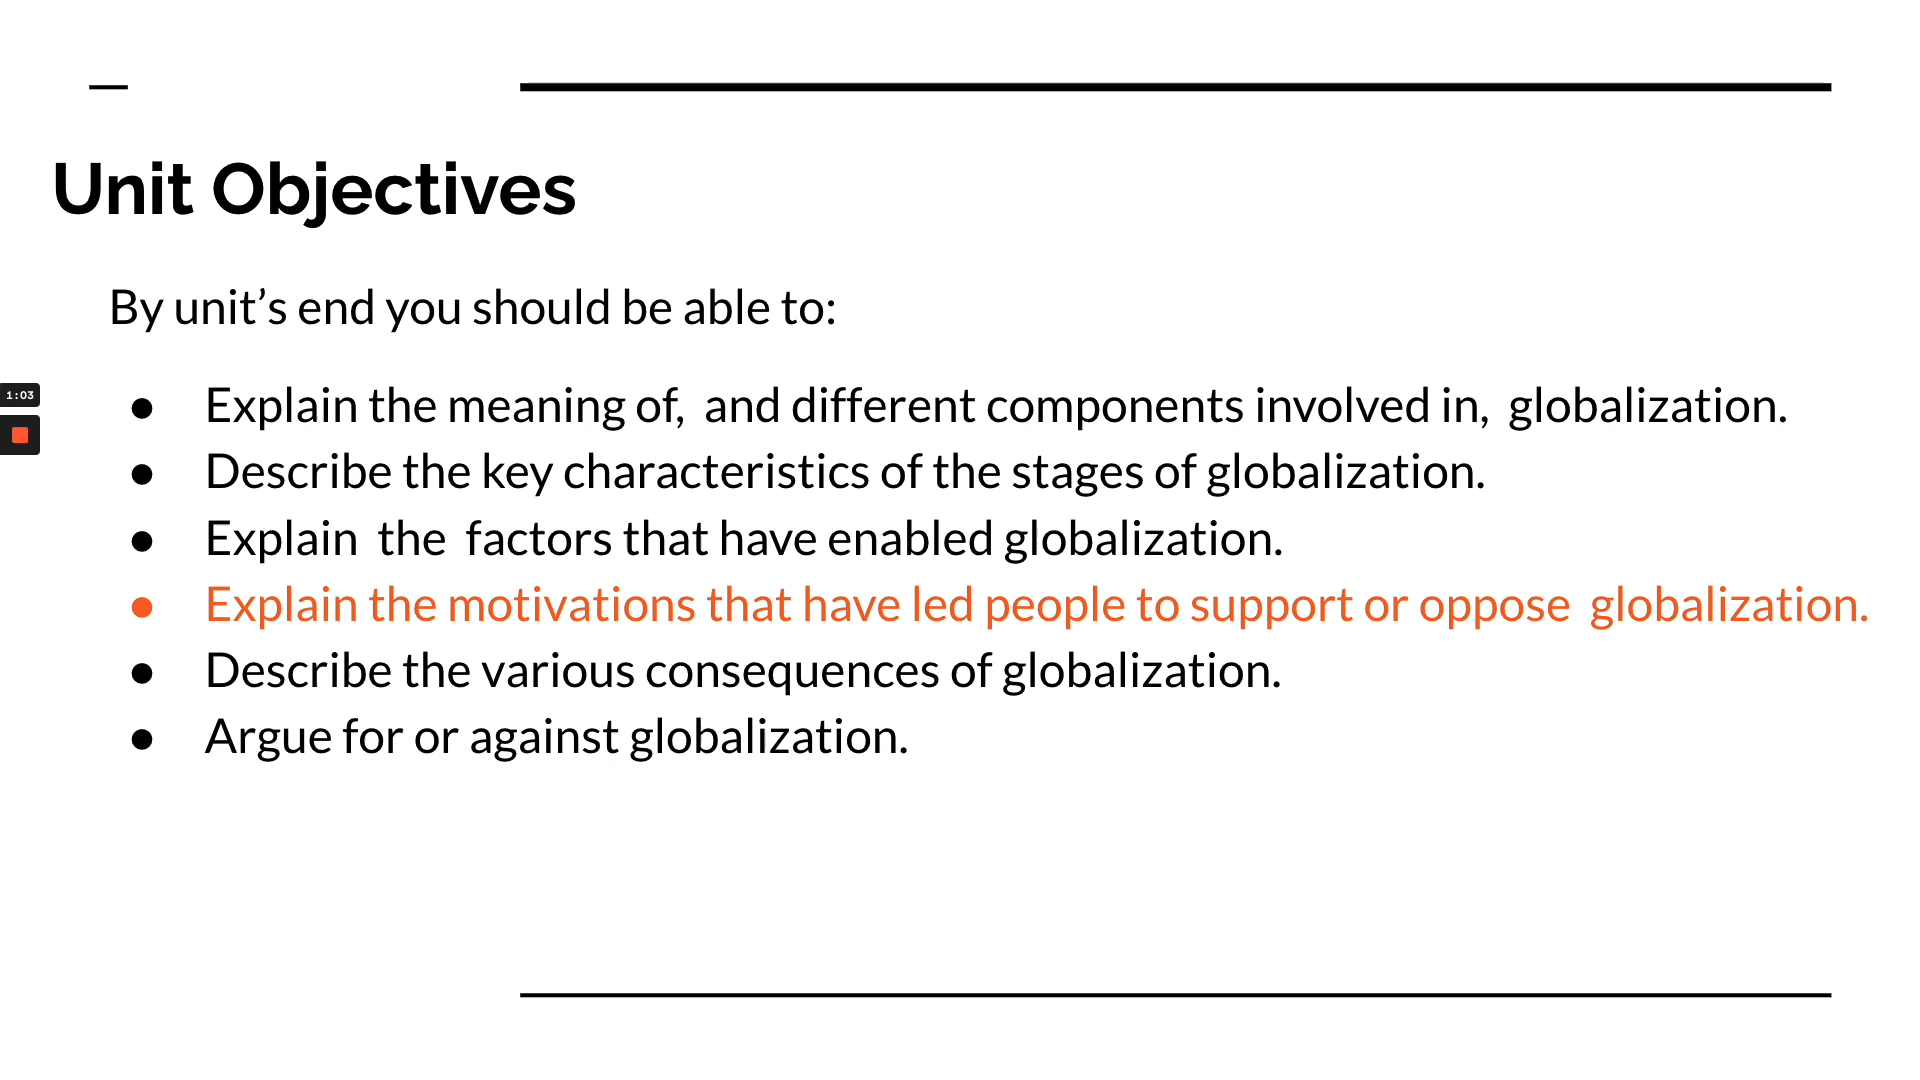 Unit Objectives
By unit’s end you should be able to:
1:03
● Explain the meaning of,  and different components involved in,  globalization.
● Describe the key characteristics of the stages of globalization.
● Explain  the  factors that have enabled globalization.
● Explain the motivations that have led people to support or oppose  globalization.
● Describe the various consequences of globalization.
● Argue for or against globalization.